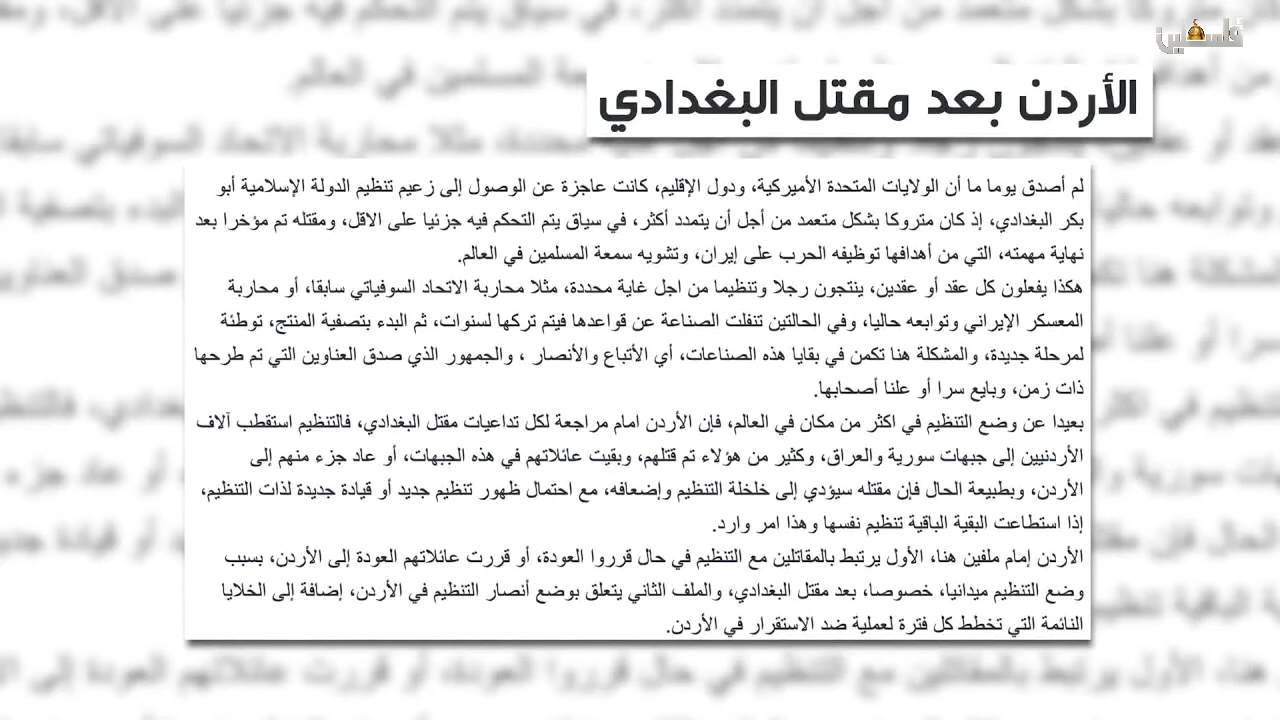 فلسطين
الأردن بعد مقتل البغدادي
لم أصدق يوما ما أن الولايات المتحدة الأميركية، ودول الإقليم، كانت عاجزة عن الوصول إلى زعيم تنظيم الدولة الإسلامية أبو
بكر البغدادي، إذ كان متروكا بشكل متعمد من أجل أن يتمدد أكثر، في سياق يتم التحكم فيه جزئيا على الاقل، ومقتله تم مؤخرا بعد
نهاية مهمته، التي من أهدافها توظيفه الحرب على إيران، وتشويه سمعة المسلمين في العالم.
هكذا يفعلون كل عقد أو عقدين، ينتجون رجلا وتنظيما من اجل غاية محددة، مثلا محاربة الاتحاد السوفياتي سابقا، أو محاربة
المعسكر الإيراني وتوابعه حاليا، وفي الحالتين تنفلت الصناعة عن قواعدها فيتم تركها لسنوات، ثم البدء بتصفية المنتج، توطئة
لمرحلة جديدة، والمشكلة هنا تكمن في بقايا هذه الصناعات، أي الأتباع والأنصار ، والجمهور الذي صدق العناوين التي تم طرحها
ذات زمن، وبايع سرا أو علنا أصحابها.
بعيدا عن وضع التنظيم في اكثر من مكان في العالم، فإن الأردن امام مراجعة لكل تداعيات مقتل البغدادي، فالتنظيم استقطب آلاف
الأردنيين إلى جبهات سورية والعراق، وكثير من هؤلاء تم قتلهم، وبقيت عائلاتهم في هذه الجبهات، أو عاد جزء منهم إلى
الأردن، وبطبيعة الحال فإن مقتله سيؤدي إلى خلخلة التنظيم وإضعافه، مع احتمال ظهور تنظيم جديد أو قيادة جديدة لذات التنظيم،
إذا استطاعت البقية الباقية تنظيم نفسها وهذا امر وارد.
الأردن إمام ملفين هنا، الأول يرتبط بالمقاتلين مع التنظيم في حال قرروا العودة، أو قررت عائلاتهم العودة إلى الأردن، بسبب
وضع التنظيم ميدانيا، خصوصا، بعد مقتل البغدادي، والملف الثاني يتعلق بوضع أنصار التنظيم في الأردن، إضافة إلى الخلايا
النائمة التي تخطط كل فترة لعملية ضد الاستقرار في الأردن.